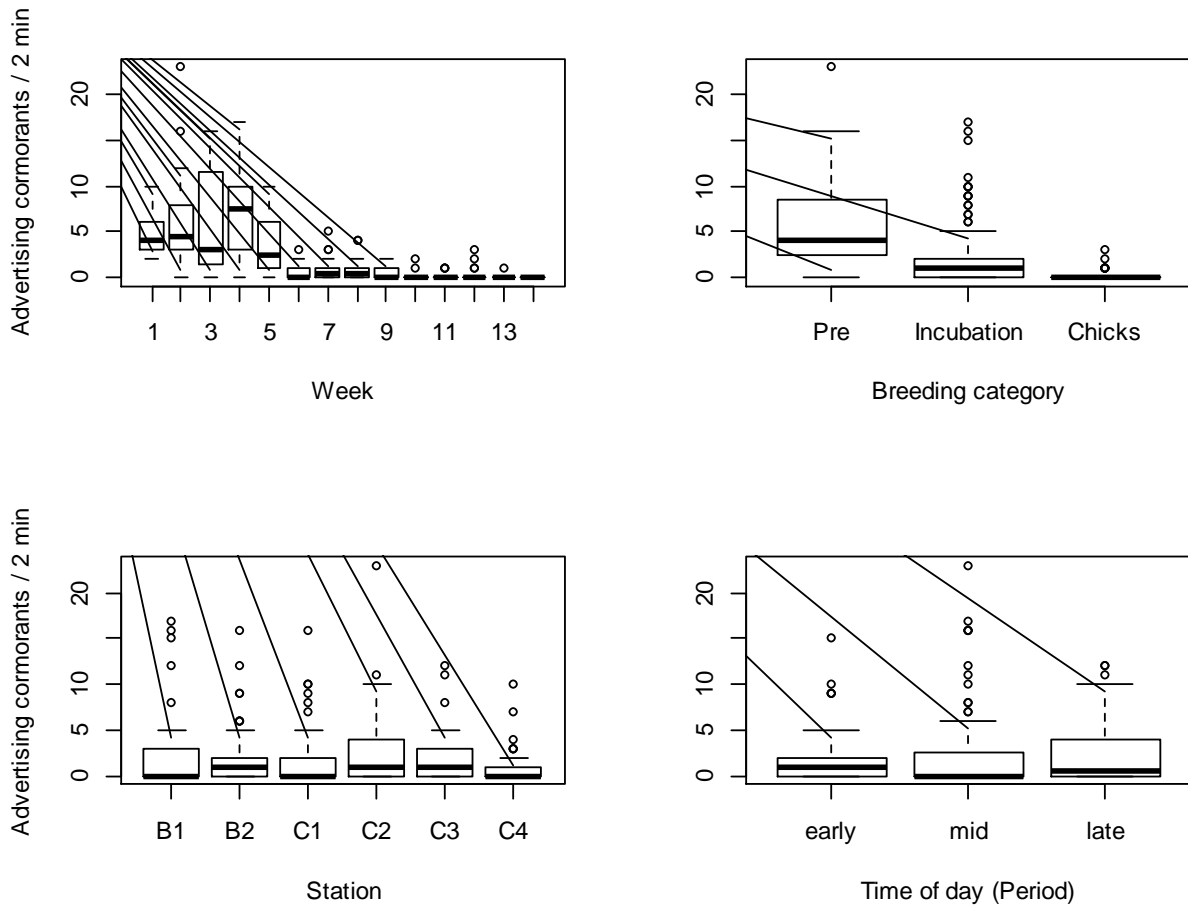 Advertising cormorants / 2 min
20
10
5
0
1 3 5 7 9 11 13
Week
20
10
5
0
Pre Incubation Chicks
Breeding category
Advertising cormorants / 2 min
20
10
5
0
B1 B2 C1 C2 C3 C4
Station
20
10
5
0
early mid late
Time of day (Period)